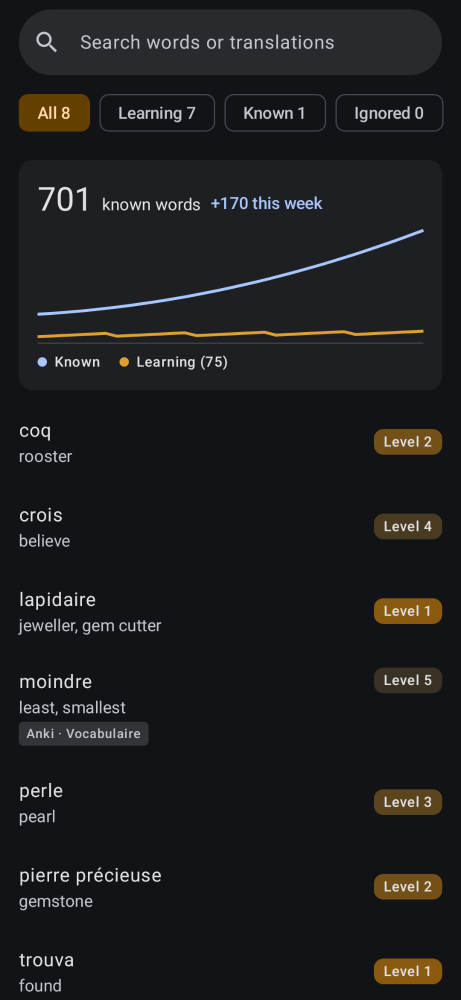 Search words or translations
All 8
Learning 7
Known 1
Ignored 0
701 known words +170 this week
Known
Learning (75)
coq
Level 2
rooster
crois
Level 4
believe
lapidaire
Level 1
jeweller, gem cutter
moindre
Level 5
least, smallest
Anki · Vocabulaire
perle
Level 3
pearl
pierre précieuse
Level 2
gemstone
trouva
Level 1
found